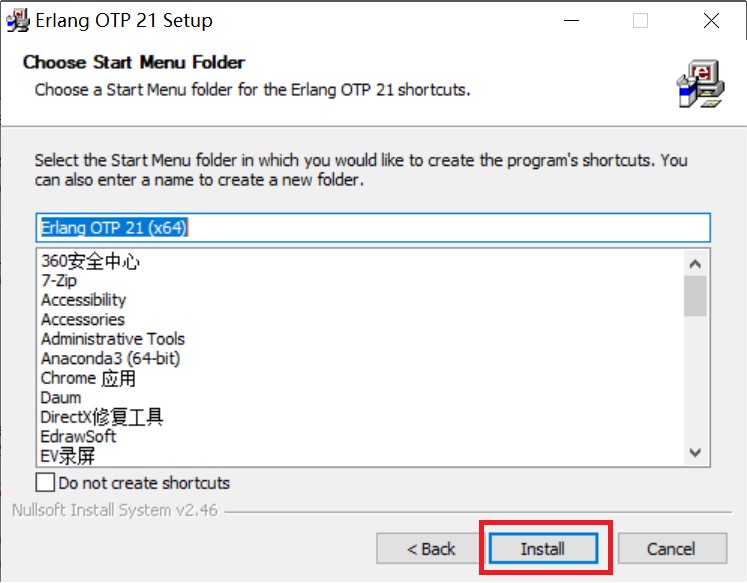 Erlang OTP 21 Setup
Choose Start Menu Folder
Choose a Start Menu folder for the Erlang OTP 21 shortcuts.
Select the Start Menu folder in which you would like to create the program's shortcuts. You
can also enter a name to create a new folder.
Erlang OTP 21 (x64)
360安全中心
7-Zip
Accessibility
Accessories
Administrative Tools
Anaconda3 (64-bit)
Chrome 应用
Daum
DirectX修复工具
EdrawSoft
EV录屏
Do not create shortcuts
Nullsoft Install System v2.46
< Back Install Cancel